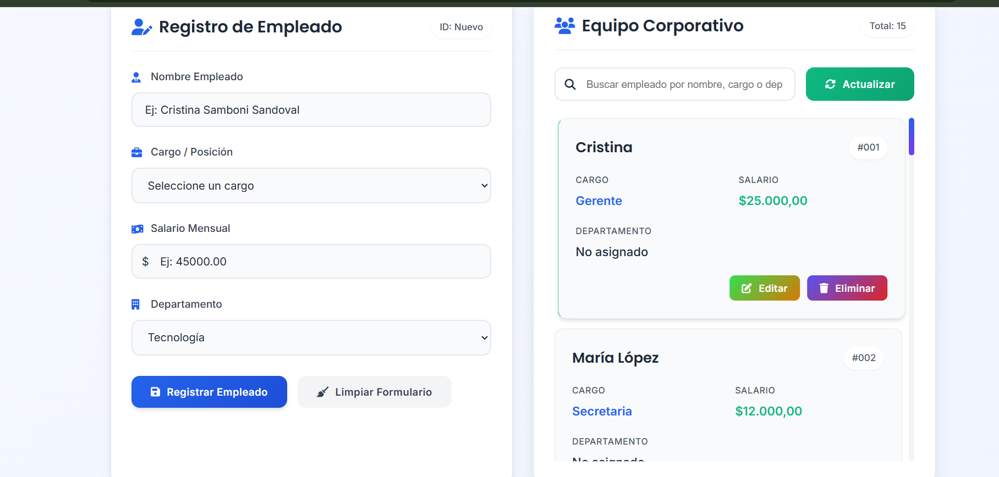 Registro de Empleado
ID: Nuevo
Nombre Empleado
Ej: Cristina Samboni Sandoval
Cargo / Posición
Seleccione un cargo
Salario Mensual
$ Ej: 45000.00
Departamento
Tecnología
Registrar Empleado
Limpiar Formulario
Equipo Corporativo
Total: 15
Buscar empleado por nombre, cargo o dep
Actualizar
Cristina
#001
CARGO
SALARIO
Gerente
$25.000,00
DEPARTAMENTO
No asignado
Editar
Eliminar
María López
#002
CARGO
SALARIO
Secretaria
$12.000,00
DEPARTAMENTO
No asignado